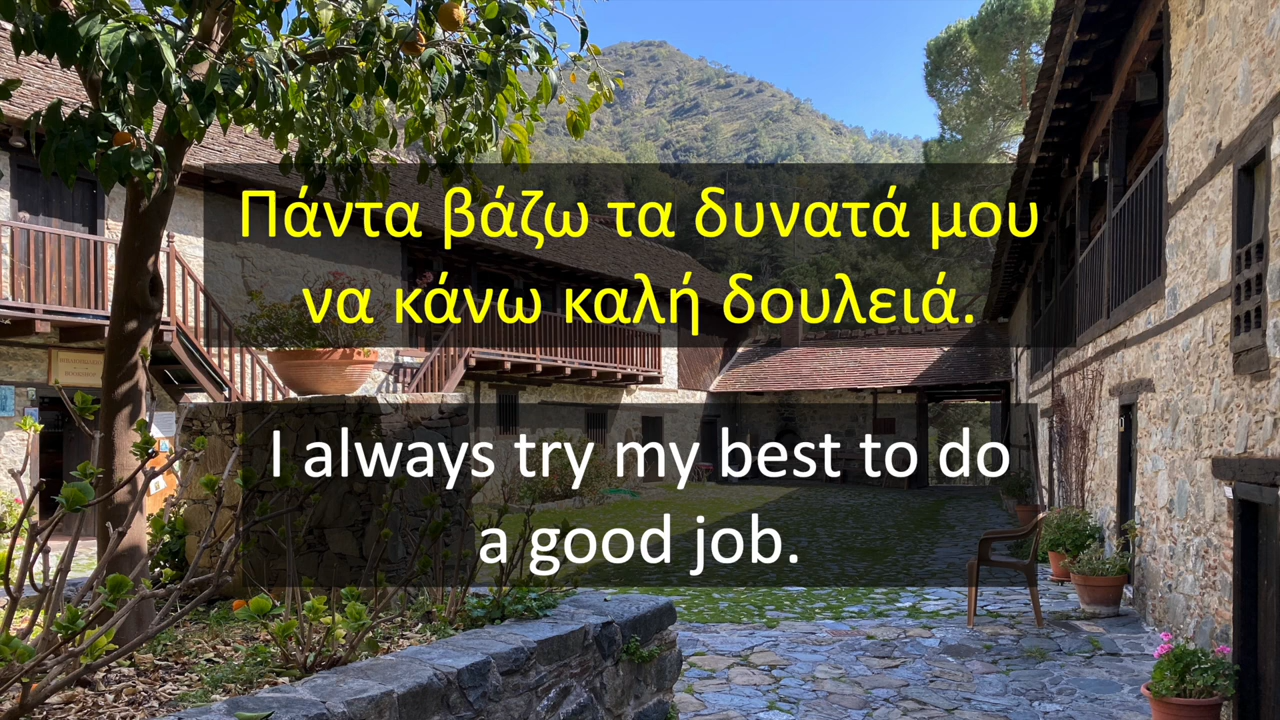 Πάντα βάζω τα δυνατά μου
να κάνω καλή δουλειά.
I always try my best to do
a good job.